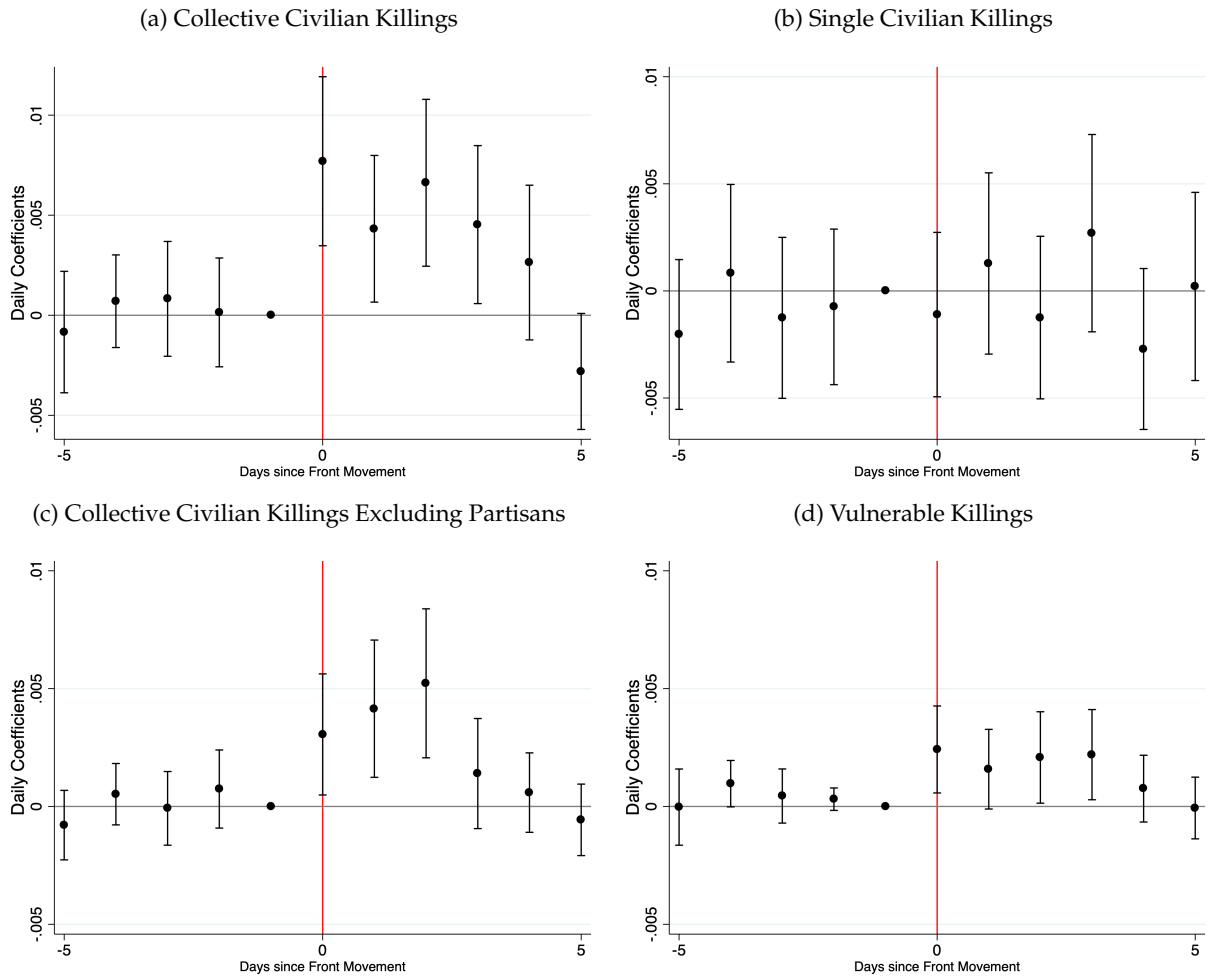 (a) Collective Civilian Killings
.01
.005
0
-.005
Daily Coefficients
-5
0
5
Days since Front Movement
(b) Single Civilian Killings
.01
.005
0
-.005
Daily Coefficients
-5
0
5
Days since Front Movement
(c) Collective Civilian Killings Excluding Partisans
.01
.005
0
-.005
Daily Coefficients
-5
0
5
Days since Front Movement
(d) Vulnerable Killings
.01
.005
0
-.005
Daily Coefficients
-5
0
5
Days since Front Movement